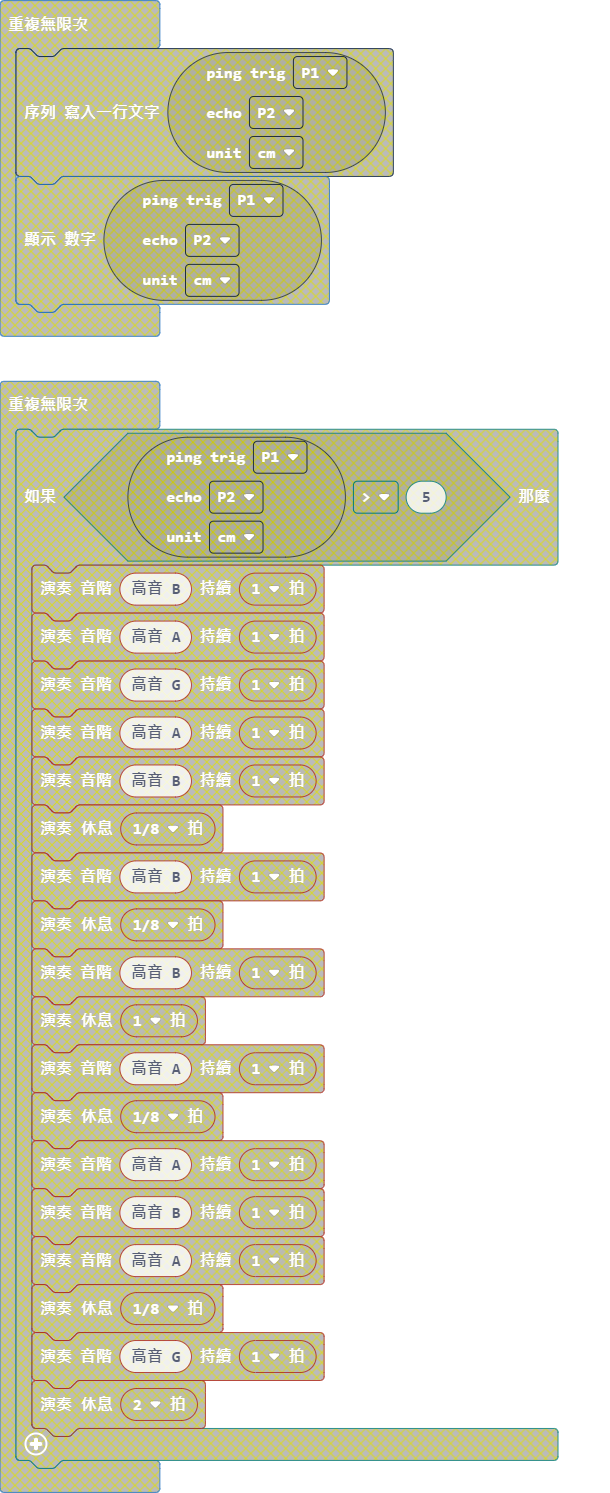 重複無限次
序列 寫入一行文字 ping trig P1
echo P2
unit cm
顯示 數字 ping trig P1
echo P2
unit cm
重複無限次
如果 ping trig P1
echo P2 > 5 那麼
unit cm
演奏 音階 高音 B 持續 1 拍
演奏 音階 高音 A 持續 1 拍
演奏 音階 高音 G 持續 1 拍
演奏 音階 高音 A 持續 1 拍
演奏 音階 高音 B 持續 1 拍
演奏 休息 1/8 拍
演奏 音階 高音 B 持續 1 拍
演奏 休息 1/8 拍
演奏 音階 高音 B 持續 1 拍
演奏 休息 1 拍
演奏 音階 高音 A 持續 1 拍
演奏 休息 1/8 拍
演奏 音階 高音 A 持續 1 拍
演奏 音階 高音 B 持續 1 拍
演奏 音階 高音 A 持續 1 拍
演奏 休息 1/8 拍
演奏 音階 高音 G 持續 1 拍
演奏 休息 2 拍